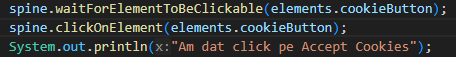 spine.waitForElementToBeClickable(elements.cookieButton);
spine.clickOnElement(elements.cookieButton);
System.out.println(x:"Am dat click pe Accept Cookies");